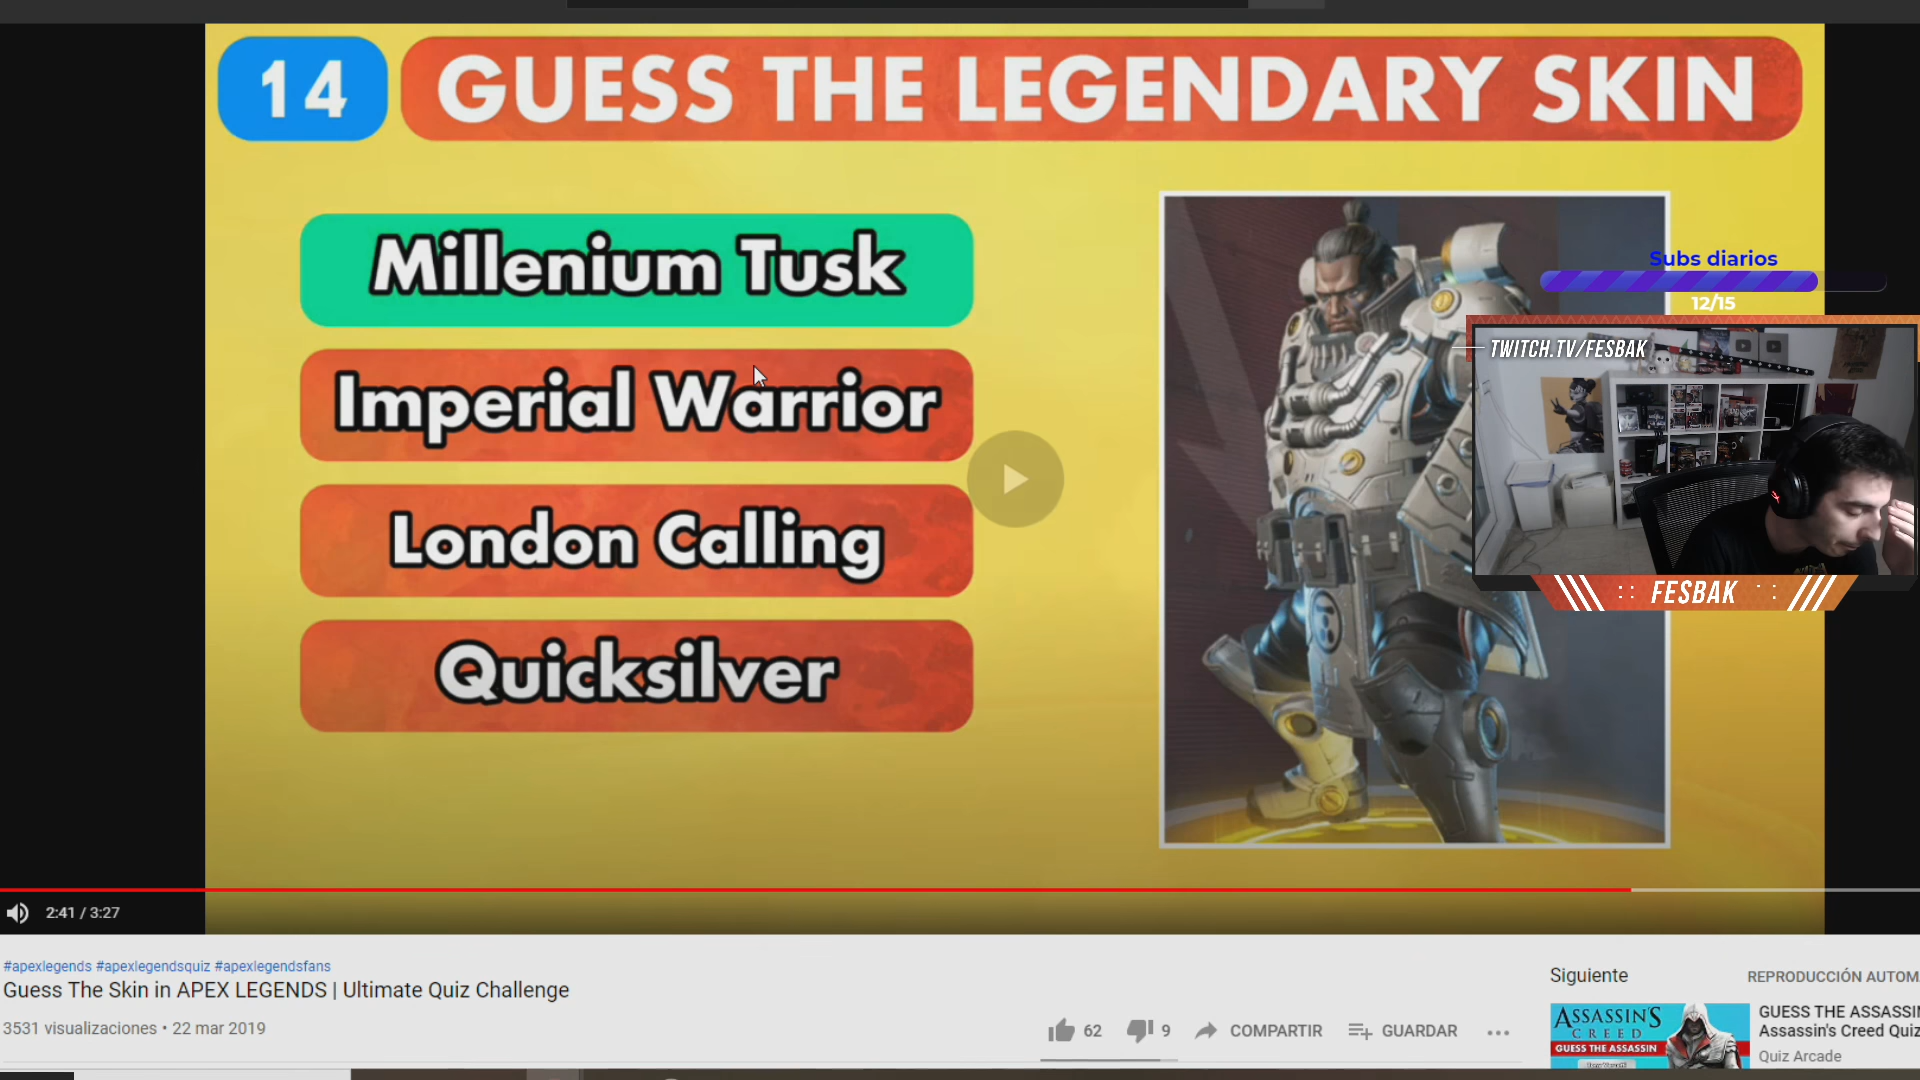 14
GUESS THE LEGENDARY SKIN
Millenium Tusk
Imperial Warrior
London Calling
Quicksilver
Subs diarios
12/15
TWITCH.TV/FESBAK
FESBAK
2:41 / 3:27
#apexlegends #apexlegendsquiz #apexlegendsfans
Guess The Skin in APEX LEGENDS | Ultimate Quiz Challenge
3531 visualizaciones • 22 mar 2019
62
9
COMPARTIR
GUARDAR
Siguiente
REPRODUCCIÓN AUTOM
ASSASSIN'S
CREED
GUESS THE ASSASSIN
GUESS THE ASSASSIN
Assassin's Creed Quiz
Quiz Arcade